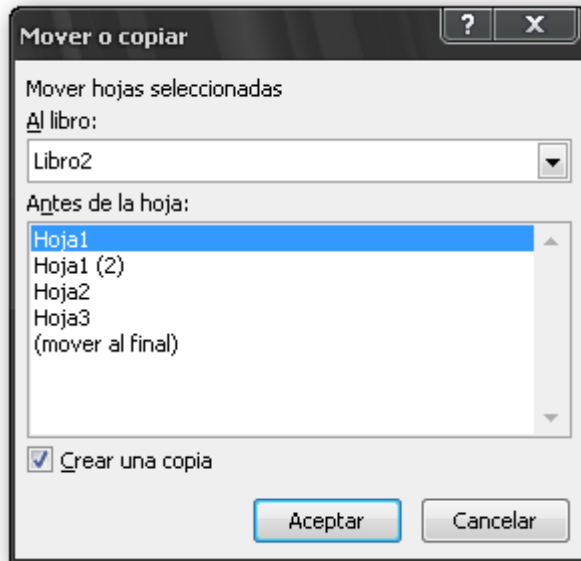 Mover o copiar
?
X
Mover hojas seleccionadas
Al libro:
Libro2
Antes de la hoja:
Hoja1
Hoja1 (2)
Hoja2
Hoja3
(mover al final)
Crear una copia
Aceptar
Cancelar